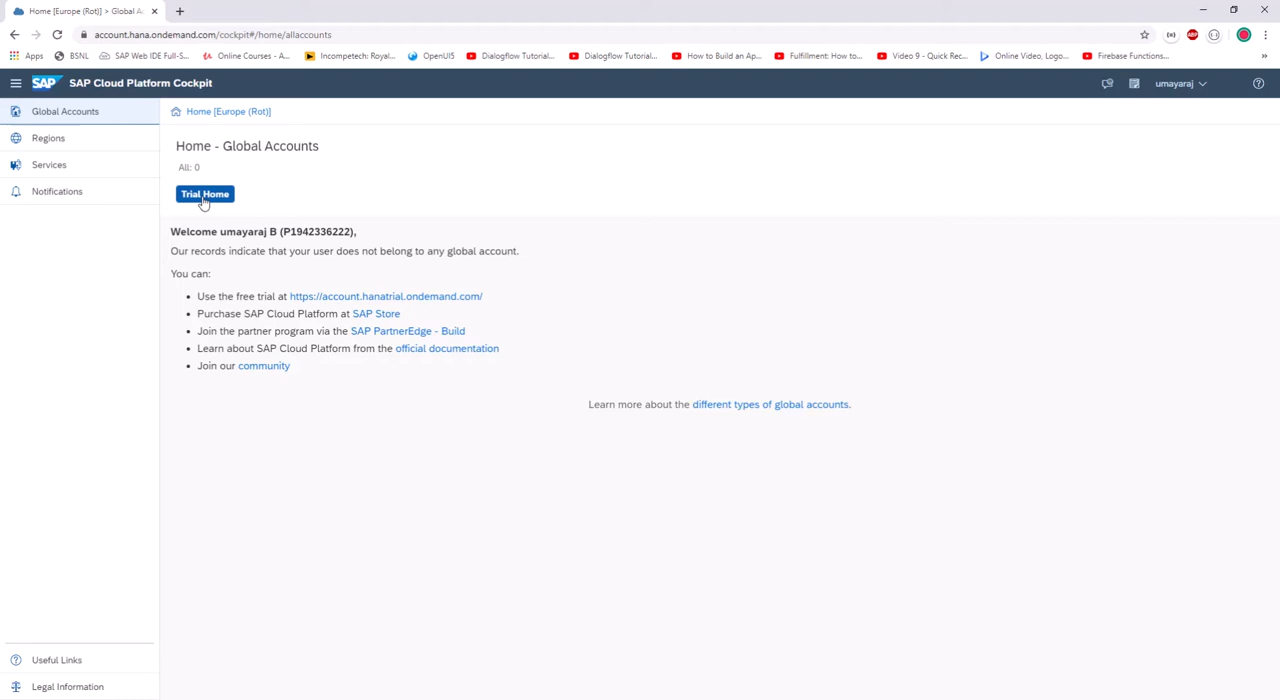 Home [Europe (Rot)] > Global A
account.hana.ondemand.com/cockpit#/home/allaccounts
Apps BSNL SAP Web IDE Full-S... Online Courses - A... Incompetech: Royal... OpenUI5 Dialogflow Tutorial... Dialogflow Tutorial... How to Build an Ap... Fulfillment: How to... Video 9 - Quick Rec... Online Video, Logo... Firebase Functions...
SAP SAP Cloud Platform Cockpit umayaraj
Global Accounts
Regions
Services
Notifications
Home [Europe (Rot)]
Home - Global Accounts
All: 0
Trial Home
Welcome umayaraj B (P1942336222),
Our records indicate that your user does not belong to any global account.
You can:
Use the free trial at https://account.hanatrial.ondemand.com/
Purchase SAP Cloud Platform at SAP Store
Join the partner program via the SAP PartnerEdge - Build
Learn about SAP Cloud Platform from the official documentation
Join our community
Learn more about the different types of global accounts.
Useful Links
Legal Information